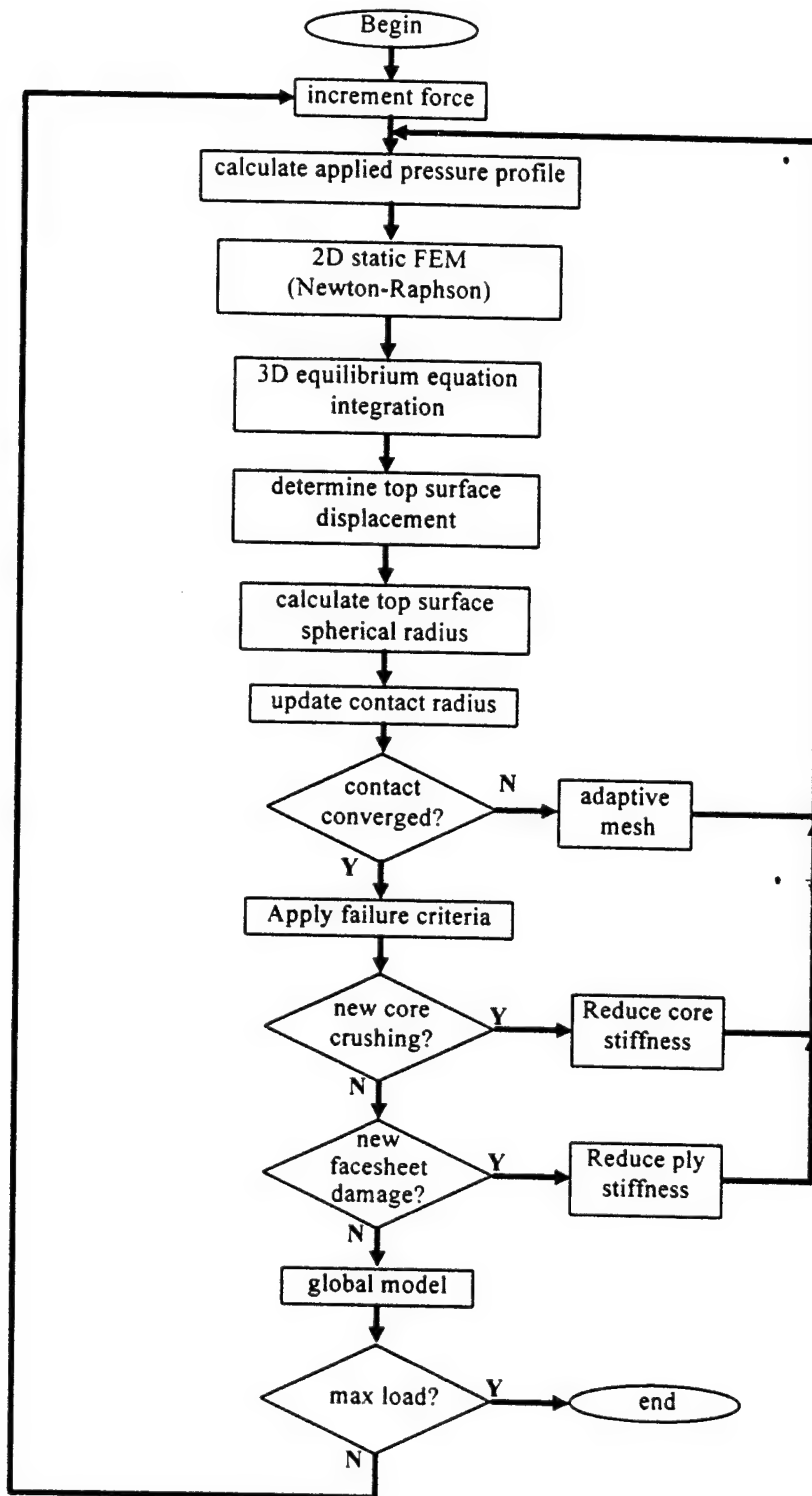 Begin
increment force
calculate applied pressure profile
2D static FEM
(Newton-Raphson)
3D equilibrium equation
integration
determine top surface
displacement
calculate top surface
spherical radius
update contact radius
contact
converged?
N
adaptive
mesh
Y
Apply failure criteria
new core
crushing?
Y
Reduce core
stiffness
N
new
facesheet
damage?
Y
Reduce ply
stiffness
N
global model
max load?
Y
end
N